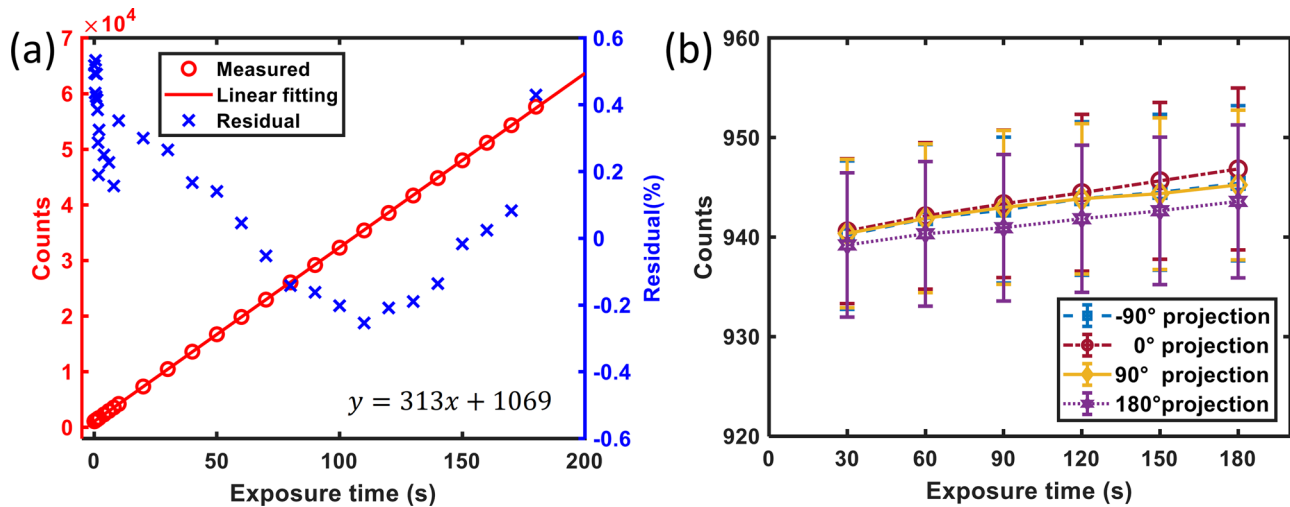 (a)
×10⁴
7
6
5
4
3
2
1
0
Counts
Measured
Linear fitting
Residual
y = 313x + 1069
0.6
0.4
0.2
0
-0.2
-0.4
-0.6
Residual(%)
0 50 100 150 200
Exposure time (s)
(b)
960
950
940
930
920
Counts
-90° projection
0° projection
90° projection
180°projection
0 30 60 90 120 150 180
Exposure time (s)